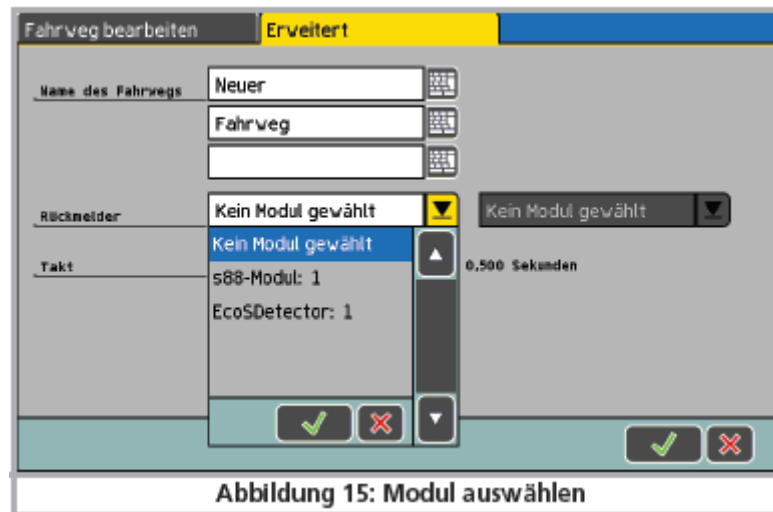 Fahrweg bearbeiten Erweitert
Name des Fahrwegs Neuer
Fahrweg
Rückmelder Kein Modul gewählt Kein Modul gewählt
Kein Modul gewählt
Takt 0,500 Sekunden
s88-Modul: 1
EcoSDetector: 1
Abbildung 15: Modul auswählen